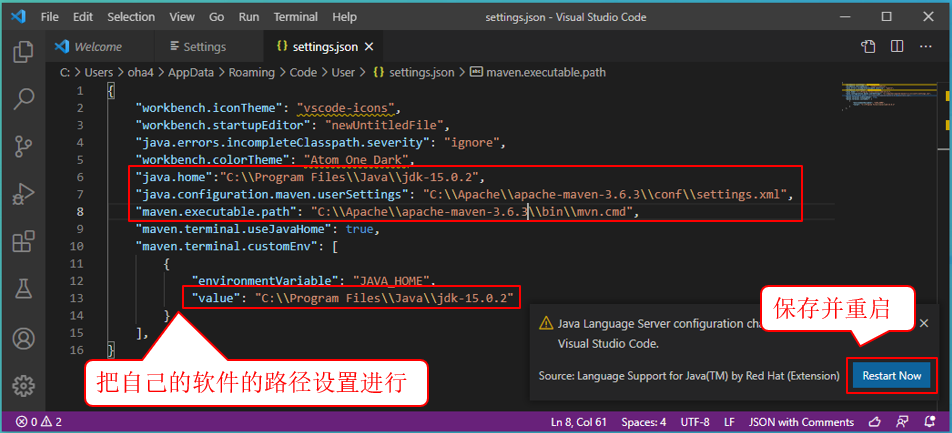 File Edit Selection View Go Run Terminal Help settings.json - Visual Studio Code
Welcome Settings {} settings.json
C: > Users > oha4 > AppData > Roaming > Code > User > {} settings.json > abc maven.executable.path
1 {
2 "workbench.iconTheme": "vscode-icons",
3 "workbench.startupEditor": "newUntitledFile",
4 "java.errors.incompleteClasspath.severity": "ignore",
5 "workbench.colorTheme": "Atom One Dark",
6 "java.home":"C:\\Program Files\\Java\\jdk-15.0.2",
7 "java.configuration.maven.userSettings": "C:\\Apache\\apache-maven-3.6.3\\conf\\settings.xml",
8 "maven.executable.path": "C:\\Apache\\apache-maven-3.6.3\\bin\\mvn.cmd",
9 "maven.terminal.useJavaHome": true,
10 "maven.terminal.customEnv": [
11 {
12 "environmentVariable": "JAVA_HOME",
13 "value": "C:\\Program Files\\Java\\jdk-15.0.2"
14 }
15 ],
16 }
保存并重启
Java Language Server configuration cha
Visual Studio Code.
Source: Language Support for Java(TM) by Red Hat (Extension)
Restart Now
把自己的软件的路径设置进行
0 2 Ln 8, Col 61 Spaces: 4 UTF-8 LF JSON with Comments